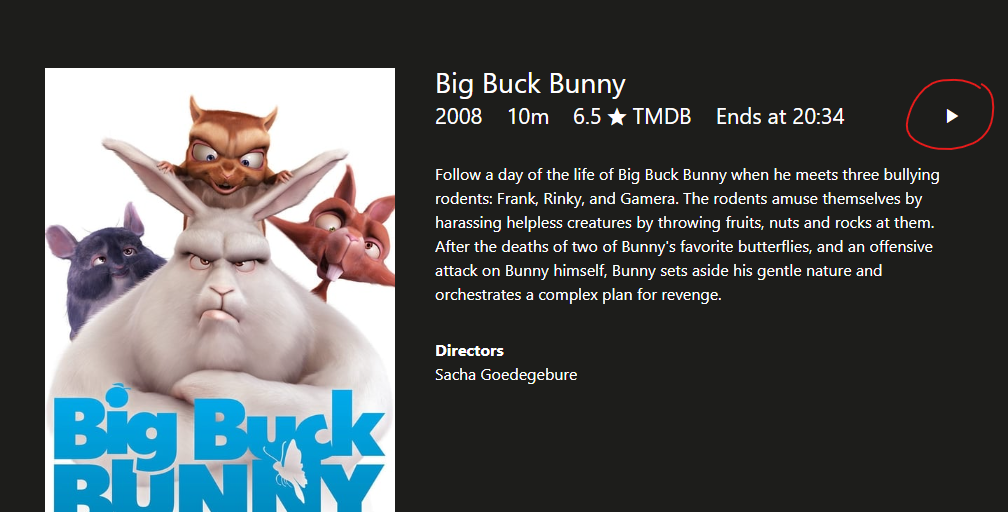 Big Buck Bunny
2008 10m 6.5 ★ TMDB Ends at 20:34
Follow a day of the life of Big Buck Bunny when he meets three bullying
rodents: Frank, Rinky, and Gamera. The rodents amuse themselves by
harassing helpless creatures by throwing fruits, nuts and rocks at them.
After the deaths of two of Bunny's favorite butterflies, and an offensive
attack on Bunny himself, Bunny sets aside his gentle nature and
orchestrates a complex plan for revenge.
Directors
Sacha Goedegebure
Big Buck
BUNNY